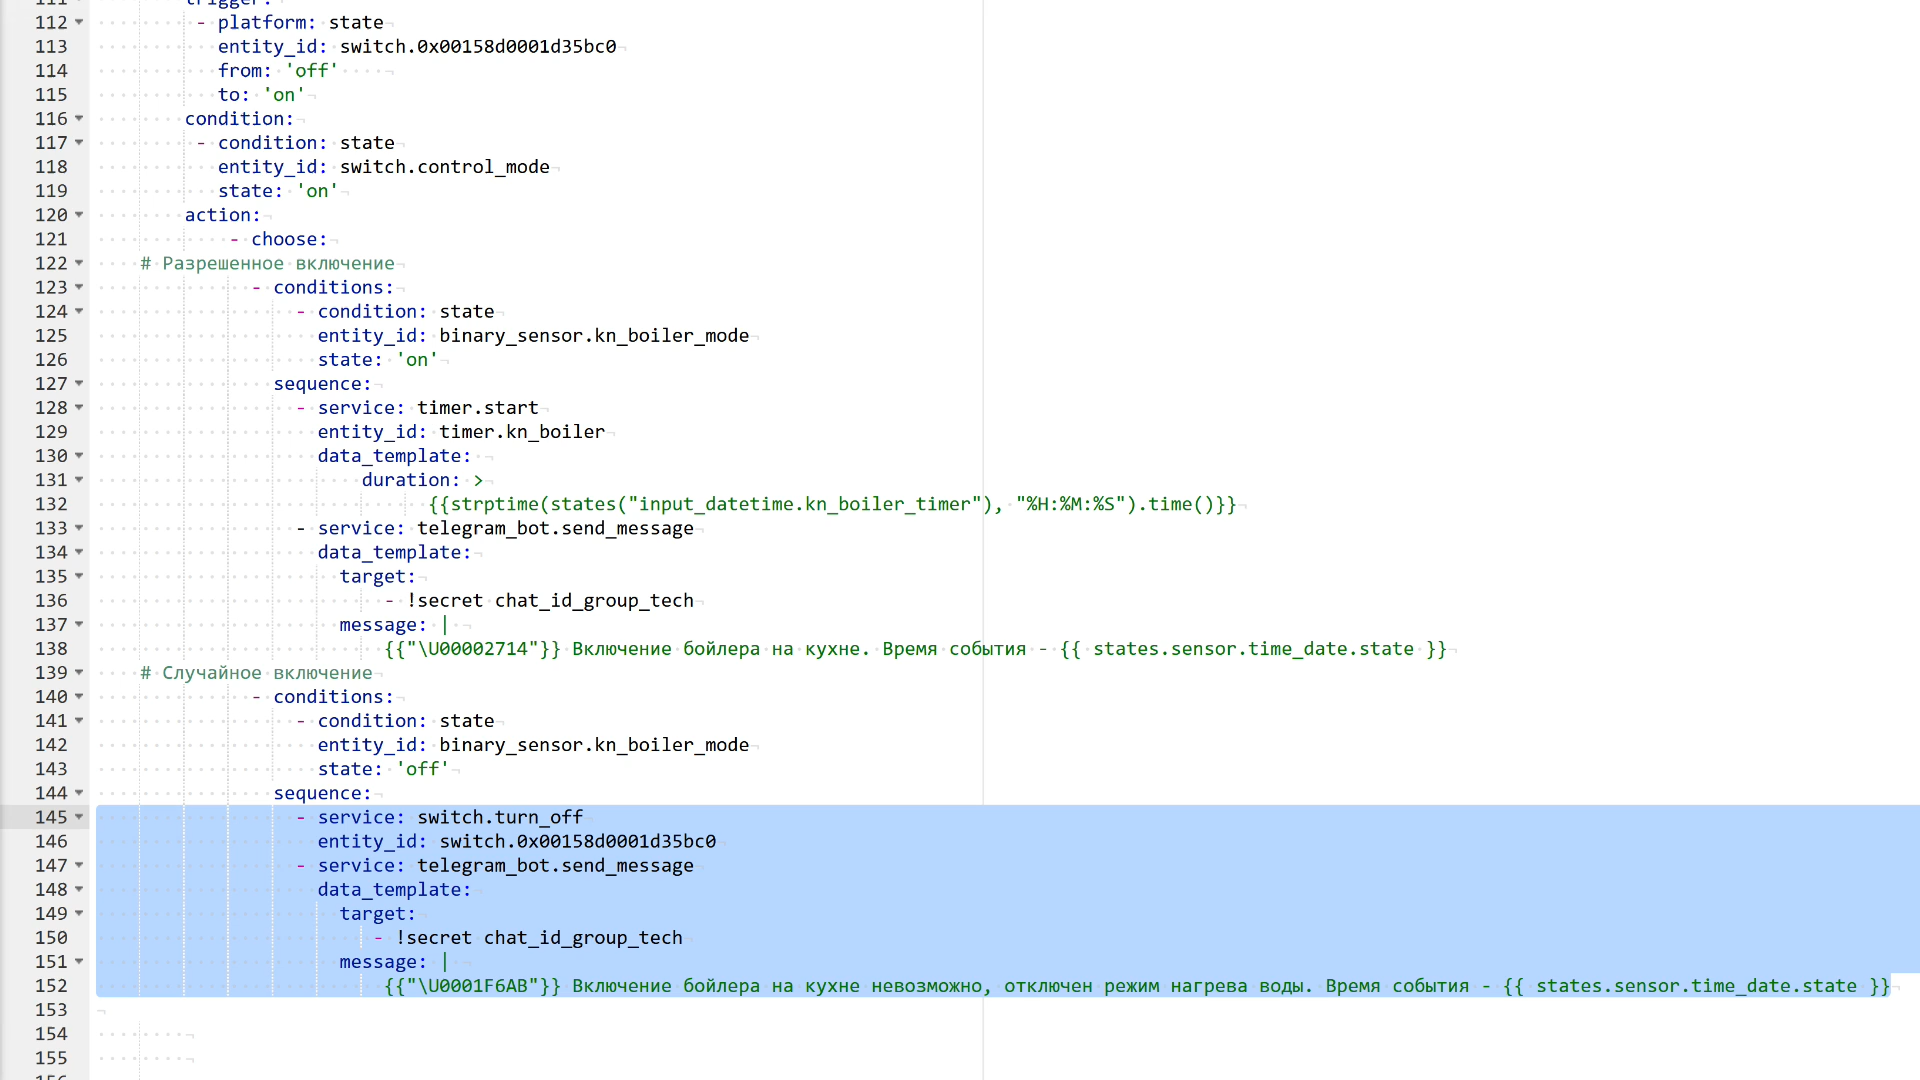 111 trigger:
112 - platform: state
113 entity_id: switch.0x00158d0001d35bc0
114 from: 'off'
115 to: 'on'
116 condition:
117 - condition: state
118 entity_id: switch.control_mode
119 state: 'on'
120 action:
121 - choose:
122 # Разрешенное включение
123 - conditions:
124 - condition: state
125 entity_id: binary_sensor.kn_boiler_mode
126 state: 'on'
127 sequence:
128 - service: timer.start
129 entity_id: timer.kn_boiler
130 data_template:
131 duration: >
132 {{strptime(states("input_datetime.kn_boiler_timer"), "%H:%M:%S").time()}}
133 - service: telegram_bot.send_message
134 data_template:
135 target:
136 - !secret chat_id_group_tech
137 message: |
138 {{"\U00002714"}} Включение бойлера на кухне. Время события - {{ states.sensor.time_date.state }}
139 # Случайное включение
140 - conditions:
141 - condition: state
142 entity_id: binary_sensor.kn_boiler_mode
143 state: 'off'
144 sequence:
145 - service: switch.turn_off
146 entity_id: switch.0x00158d0001d35bc0
147 - service: telegram_bot.send_message
148 data_template:
149 target:
150 - !secret chat_id_group_tech
151 message: |
152 {{"\U0001F6AB"}} Включение бойлера на кухне невозможно, отключен режим нагрева воды. Время события - {{ states.sensor.time_date.state }}
153
154
155
156